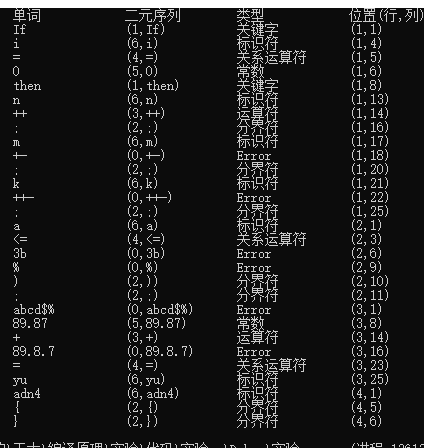 单词 二元序列 类型 位置(行,列)
If (1,If) 关键字 (1,1)
i (6,i) 标识符 (1,4)
= (4,=) 关系运算符 (1,5)
0 (5,0) 常数 (1,6)
then (1,then) 关键字 (1,8)
n (6,n) 标识符 (1,13)
++ (3,++) 运算符 (1,14)
; (2,;) 分界符 (1,16)
m (6,m) 标识符 (1,17)
+- (0,+-) Error (1,18)
; (2,;) 分界符 (1,20)
k (6,k) 标识符 (1,21)
++- (0,++-) Error (1,22)
; (2,;) 分界符 (1,25)
a (6,a) 标识符 (2,1)
<= (4,<=) 关系运算符 (2,3)
3b (0,3b) Error (2,6)
% (0,%) Error (2,9)
) (2,)) 分界符 (2,10)
; (2,;) 分界符 (2,11)
abcd$% (0,abcd$%) Error (3,1)
89.87 (5,89.87) 常数 (3,8)
+ (3,+) 运算符 (3,14)
89.8.7 (0,89.8.7) Error (3,16)
= (4,=) 关系运算符 (3,23)
yu (6,yu) 标识符 (3,25)
adn4 (6,adn4) 标识符 (4,1)
{ (2,{) 分界符 (4,5)
} (2,}) 分界符 (4,6)